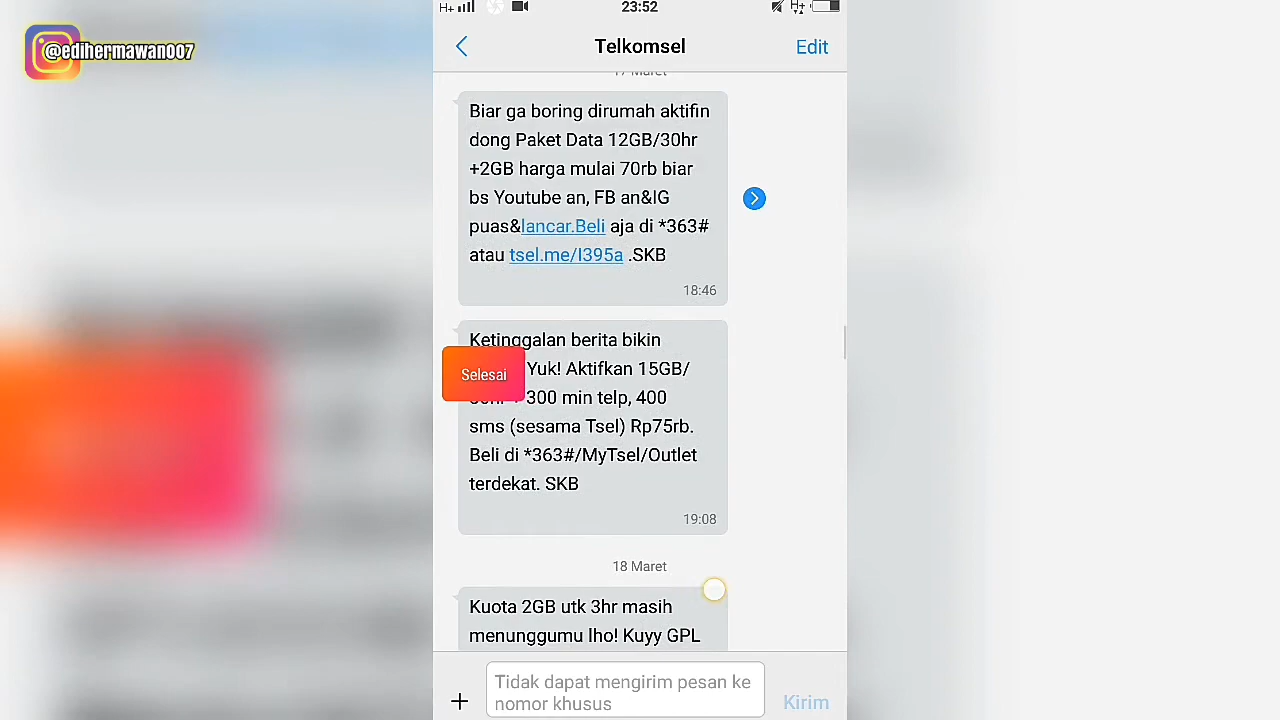 @edihermawan007
H+
23:52
H+
Telkomsel
Edit
17 Maret
Biar ga boring dirumah aktifin
dong Paket Data 12GB/30hr
+2GB harga mulai 70rb biar
bs Youtube an, FB an&IG
puas&lancar.Beli aja di *363#
atau tsel.me/I395a .SKB
18:46
Ketinggalan berita bikin
Yuk! Aktifkan 15GB/
Selesai
300 min telp, 400
sms (sesama Tsel) Rp75rb.
Beli di *363#/MyTsel/Outlet
terdekat. SKB
19:08
18 Maret
Kuota 2GB utk 3hr masih
menunggumu lho! Kuyy GPL
Tidak dapat mengirim pesan ke
nomor khusus
Kirim